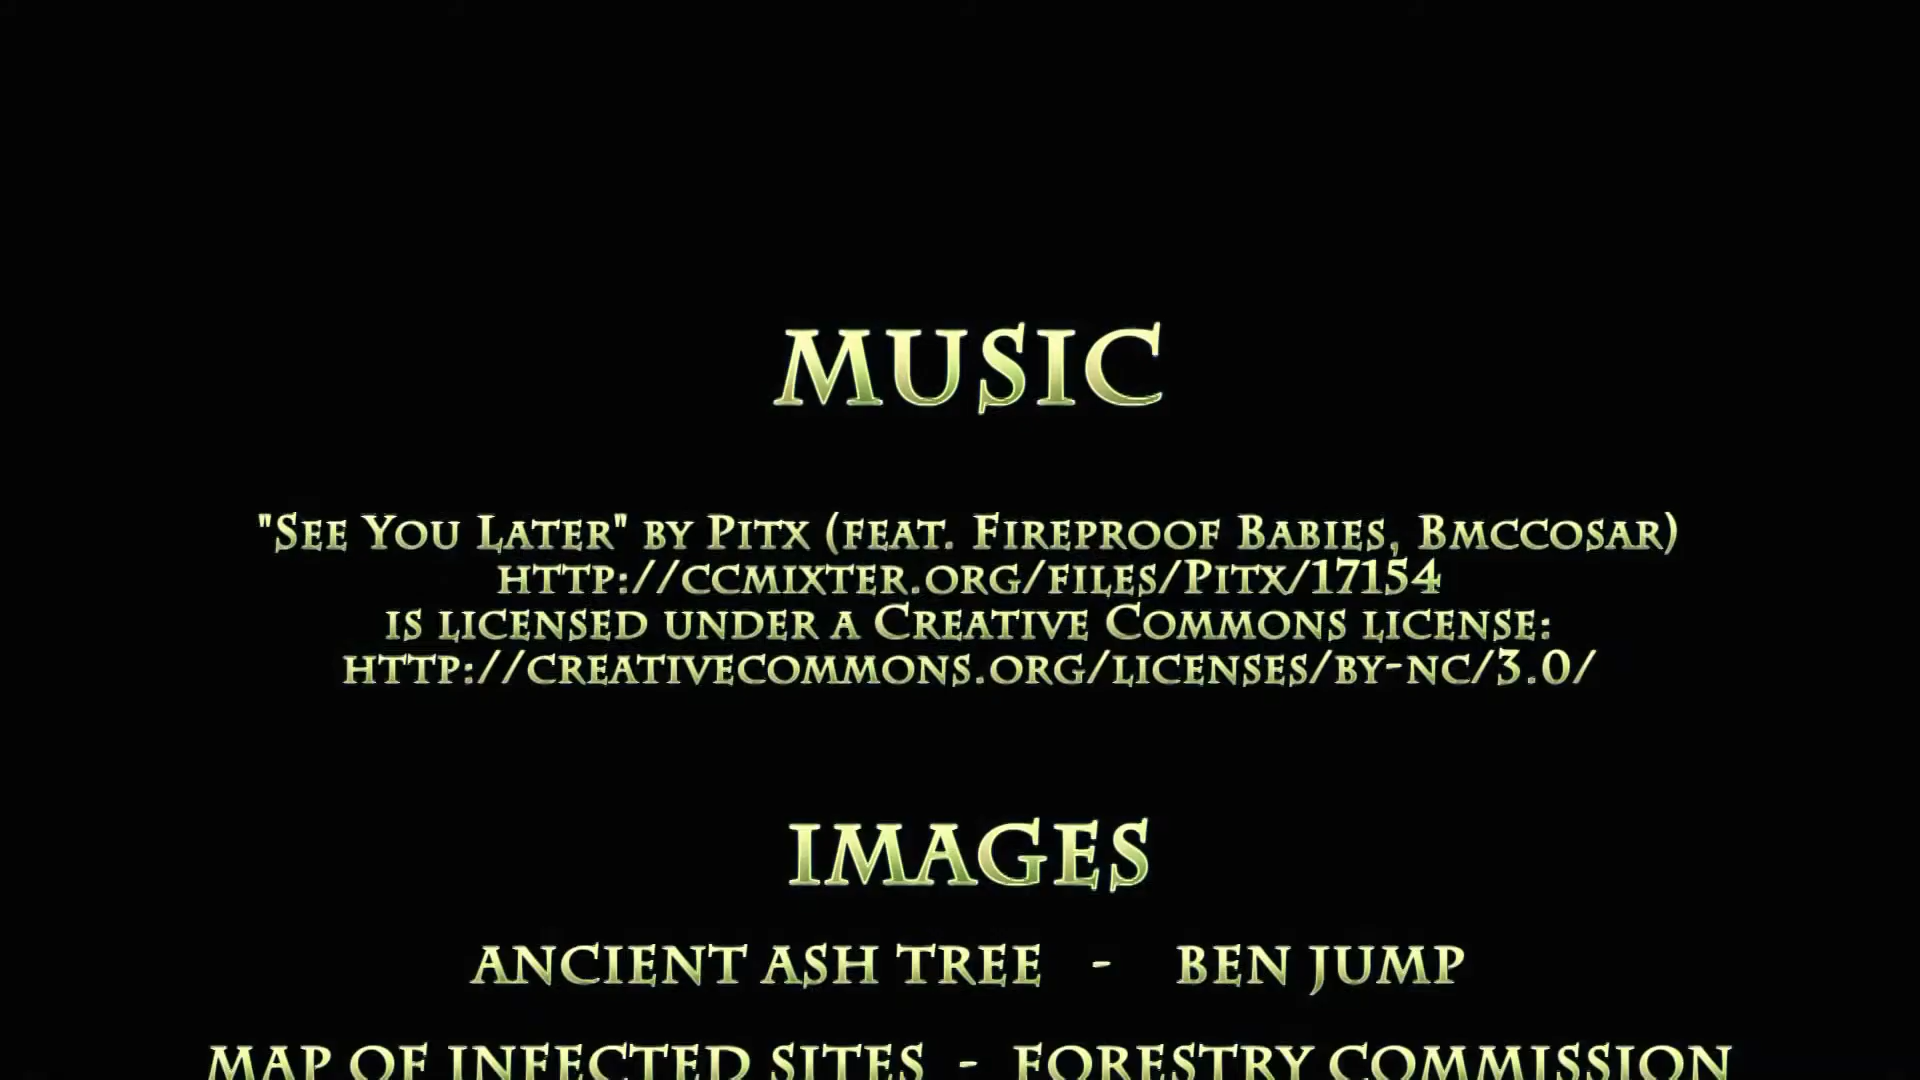 MUSIC
"See You Later" by Pitx (feat. Fireproof Babies, Bmccosar)
http://ccmixter.org/files/Pitx/17154
is licensed under a Creative Commons license:
http://creativecommons.org/licenses/by-nc/3.0/
IMAGES
ANCIENT ASH TREE - BEN JUMP
MAP OF INFECTED SITES - FORESTRY COMMISSION